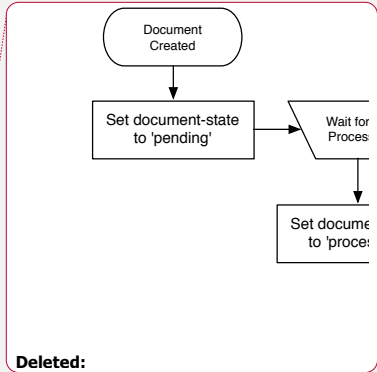 Document
Created
Set document-state
to 'pending'
Wait for
Process
Set docume
to 'proces
Deleted: